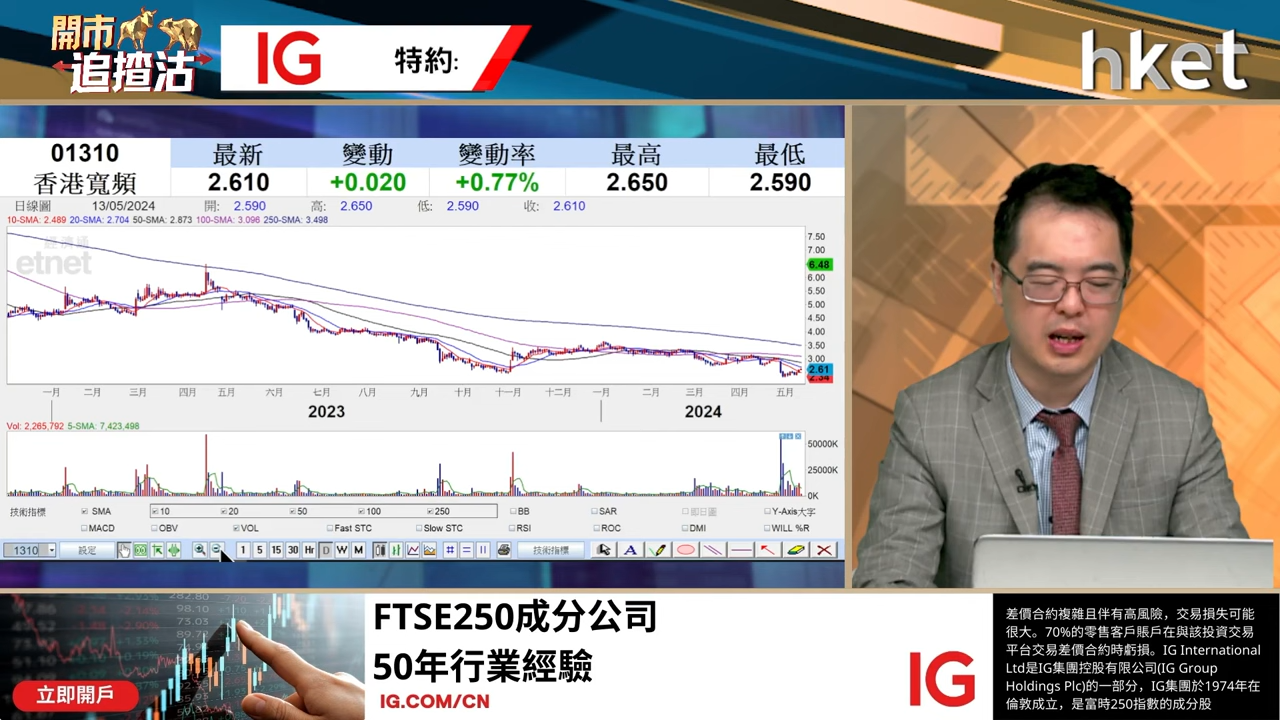 開市
追揸沽
IG
特約:
hket
01310
最新
變動
變動率
最高
最低
香港寬頻
2.610
+0.020
+0.77%
2.650
2.590
日線圖
13/05/2024
開: 2.590
高: 2.650
低: 2.590
收: 2.610
10-SMA: 2.489 20-SMA: 2.704 50-SMA: 2.873 100-SMA: 3.096 250-SMA: 3.498
經濟通
etnet
7.50
7.00
6.48
6.00
5.50
5.00
4.50
4.00
3.50
3.00
2.61
2.34
一月 二月 三月 四月 五月 六月 七月 八月 九月 十月 十一月 十二月 一月 二月 三月 四月 五月
2023
2024
Vol: 2,265,792 5-SMA: 7,423,498
50000K
25000K
0K
技術指標 SMA 10 20 50 100 250 BB SAR 即日圖 Y-Axis大字
MACD OBV VOL Fast STC Slow STC RSI ROC DMI WILL %R
1310 設定 1 5 15 30 Hr D W M 技術指標 A
282.80
98.10
89.72
立即開戶
FTSE250成分公司
50年行業經驗
IG.COM/CN
IG
差價合約複雜且伴有高風險，交易損失可能
很大。70%的零售客戶賬戶在與該投資交易
平台交易差價合約時虧損。IG International
Ltd是IG集團控股有限公司(IG Group
Holdings Plc)的一部分，IG集團於1974年在
倫敦成立，是富時250指數的成分股